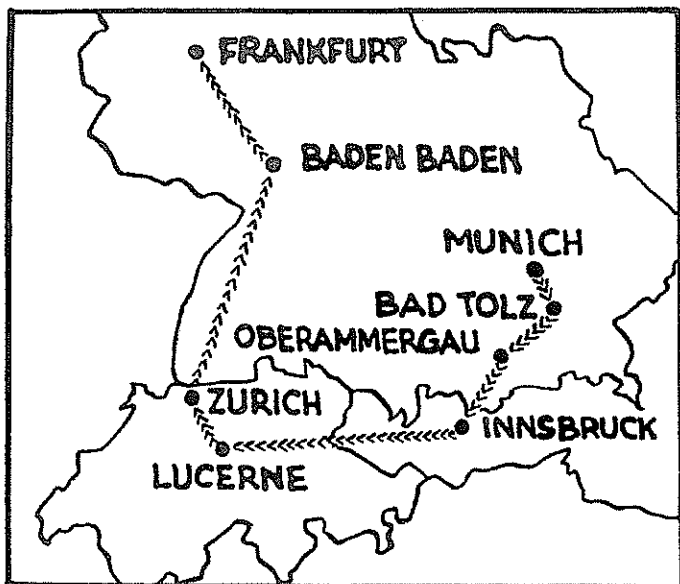 FRANKFURT
BADEN BADEN
MUNICH
BAD TOLZ
OBERAMMERGAU
ZURICH
INNSBRUCK
LUCERNE